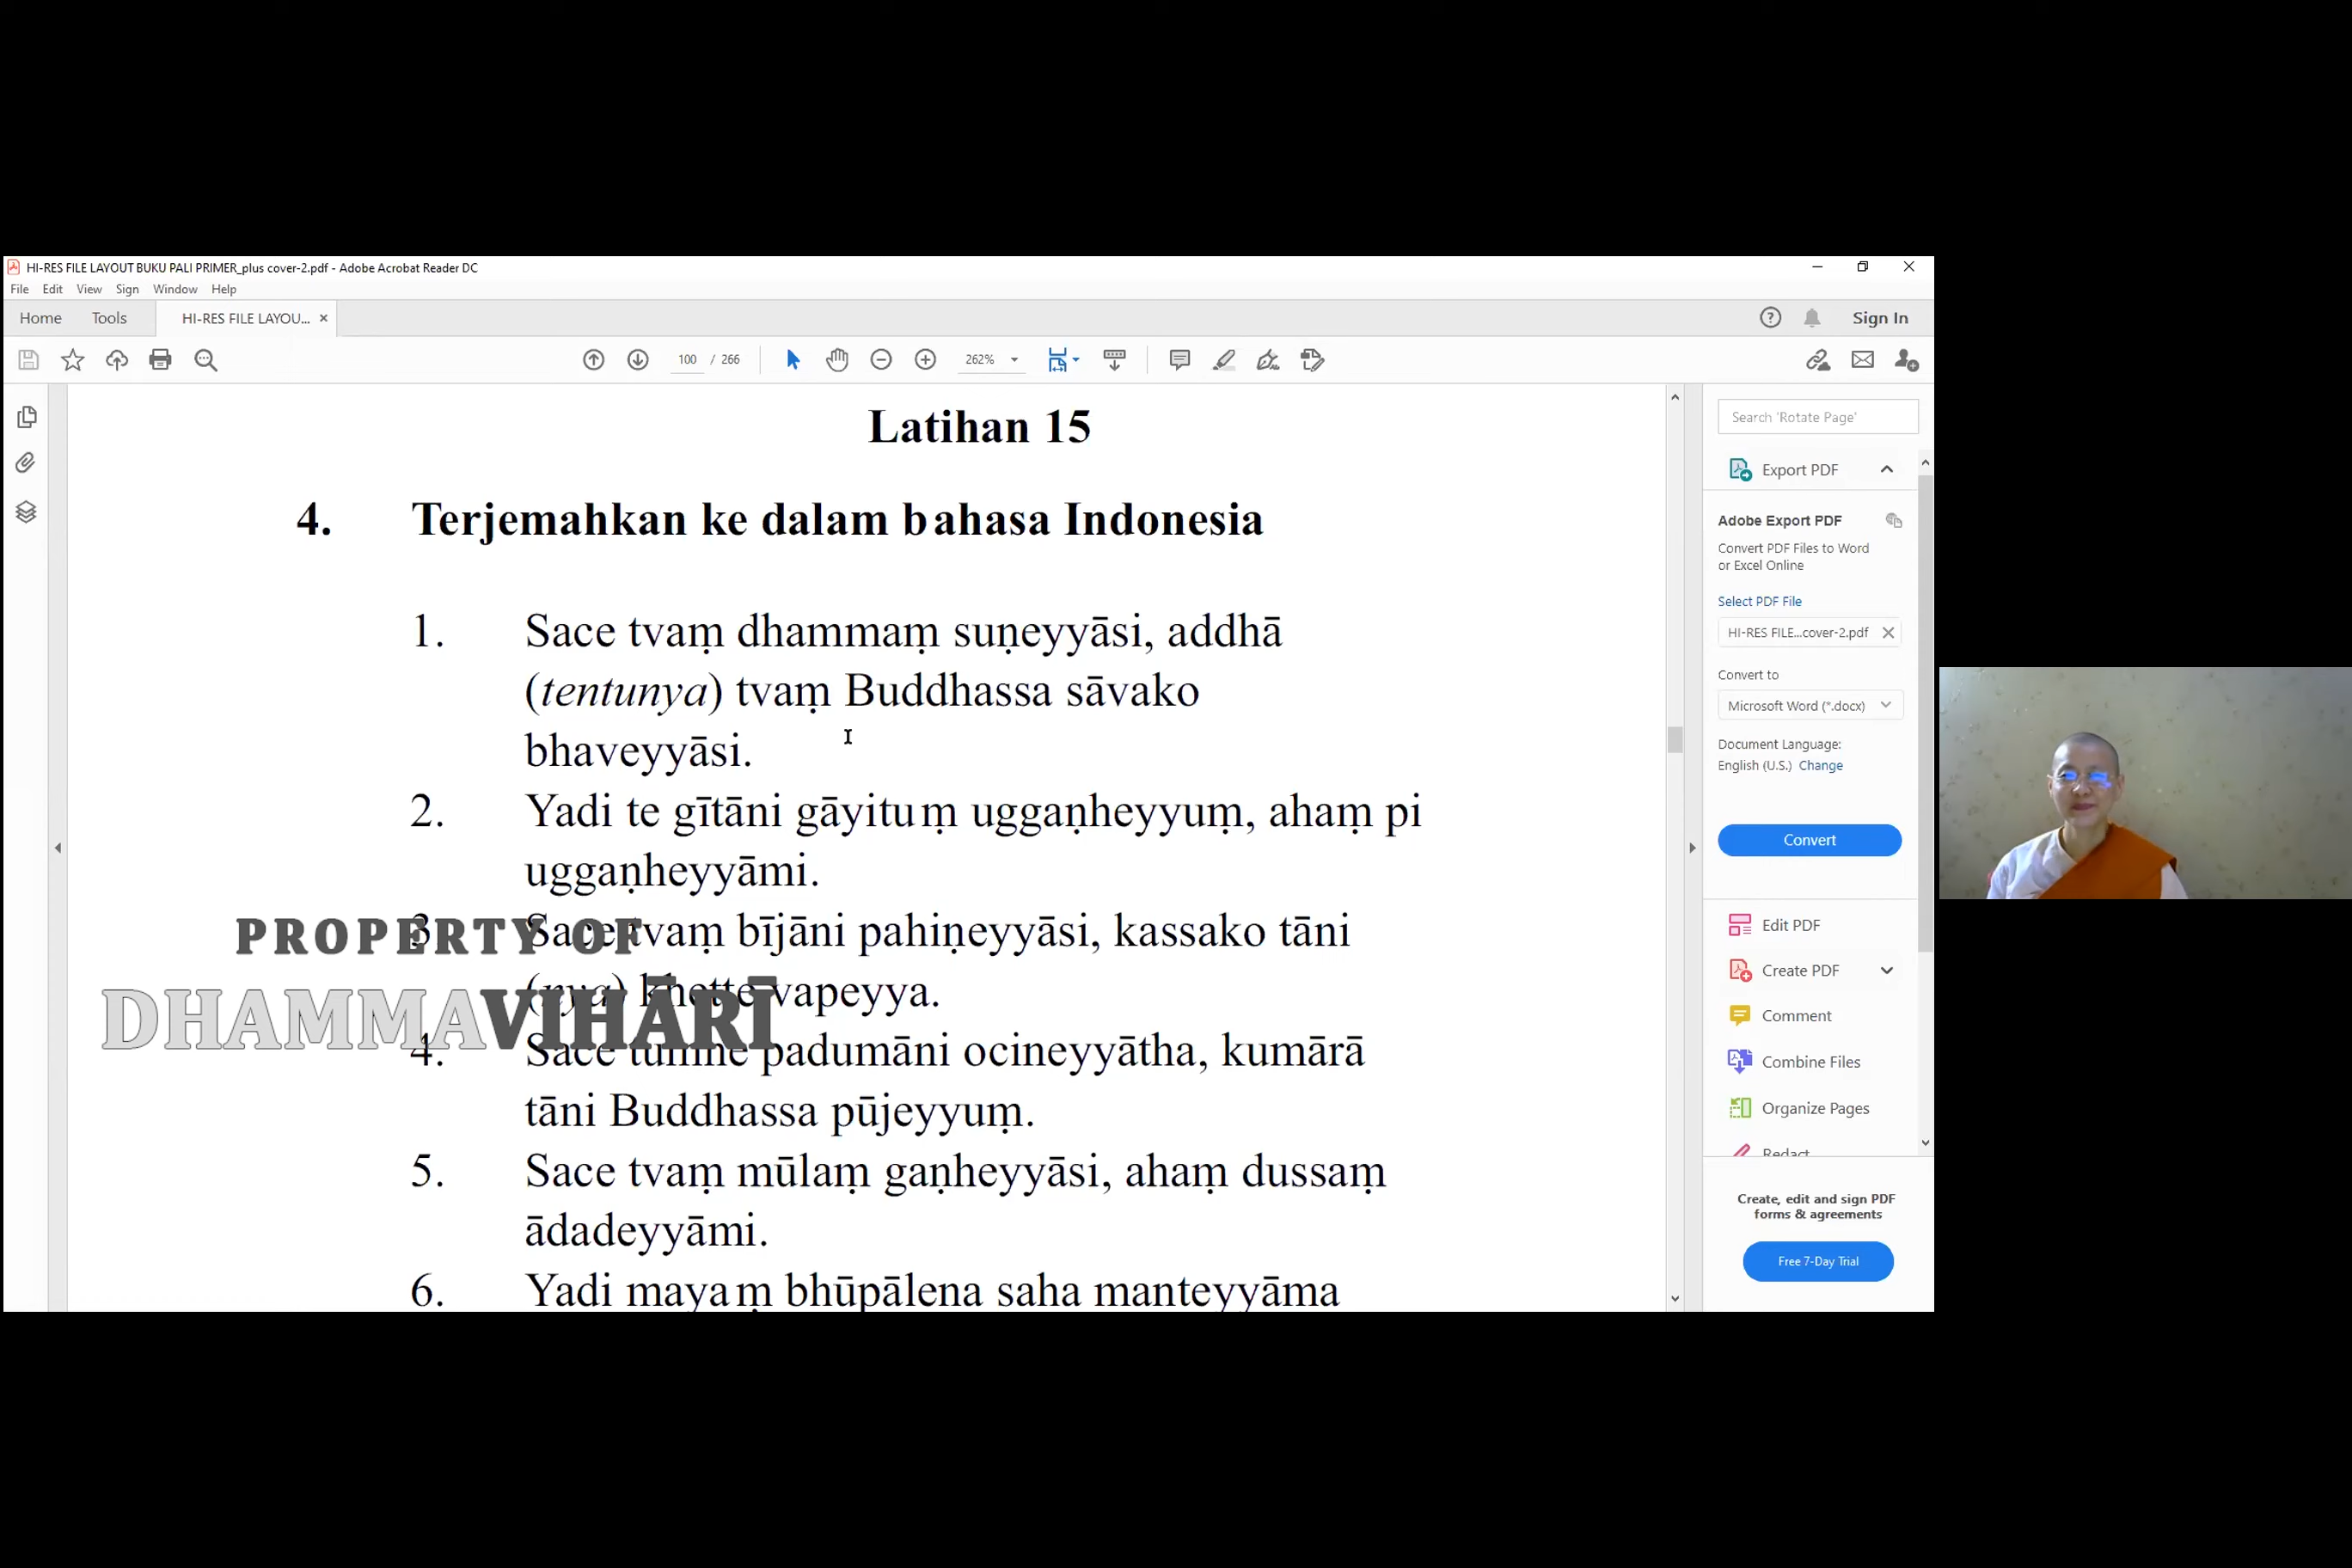 HI-RES FILE LAYOUT BUKU PALI PRIMER_plus cover-2.pdf - Adobe Acrobat Reader DC
File Edit View Sign Window Help
Home Tools HI-RES FILE LAYOU... Sign In
100 / 266 262%
Latihan 15
4. Terjemahkan ke dalam bahasa Indonesia
1. Sace tvaṃ dhammaṃ suṇeyyāsi, addhā
(tentunya) tvaṃ Buddhassa sāvako
bhaveyyāsi.
2. Yadi te gītāni gāyituṃ uggaṇheyyuṃ, ahaṃ pi
uggaṇheyyāmi.
3. Sace tvaṃ bījāni pahiṇeyyāsi, kassako tāni
(nya) khette vapeyya.
4. Sace tumhe padumāni ocineyyātha, kumārā
tāni Buddhassa pūjeyyuṃ.
5. Sace tvaṃ mūlaṃ gaṇheyyāsi, ahaṃ dussaṃ
ādadeyyāmi.
6. Yadi mayaṃ bhūpālena saha manteyyāma
PROPERTY OF
DHAMMAVIHĀRĪ
Search 'Rotate Page'
Export PDF
Adobe Export PDF
Convert PDF Files to Word
or Excel Online
Select PDF File
HI-RES FILE...cover-2.pdf
Convert to
Microsoft Word (*.docx)
Document Language:
English (U.S.) Change
Convert
Edit PDF
Create PDF
Comment
Combine Files
Organize Pages
Redact
Create, edit and sign PDF
forms & agreements
Free 7-Day Trial